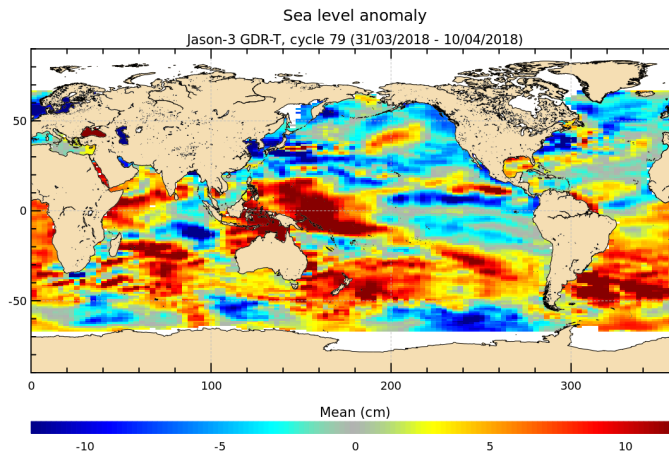 Sea level anomaly
Jason-3 GDR-T, cycle 79 (31/03/2018 - 10/04/2018)
50
0
-50
0 100 200 300
Mean (cm)
-10 -5 0 5 10